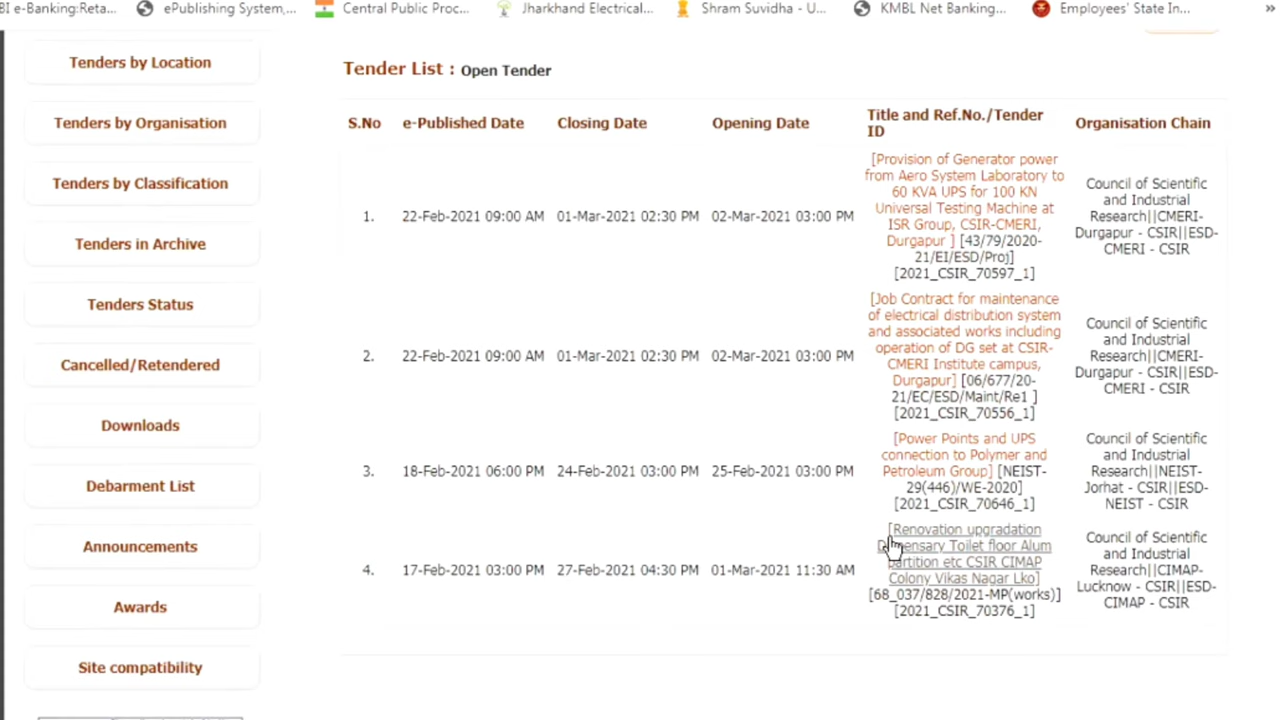 BI e-Banking:Reta... ePublishing System,... Central Public Proc... Jharkhand Electrical... Shram Suvidha - U... KMBL Net Banking,... Employees' State In... »
Tenders by Location
Tenders by Organisation
Tenders by Classification
Tenders in Archive
Tenders Status
Cancelled/Retendered
Downloads
Debarment List
Announcements
Awards
Site compatibility
Tender List : Open Tender
S.No e-Published Date Closing Date Opening Date Title and Ref.No./Tender ID Organisation Chain
1. 22-Feb-2021 09:00 AM 01-Mar-2021 02:30 PM 02-Mar-2021 03:00 PM
[Provision of Generator power
from Aero System Laboratory to
60 KVA UPS for 100 KN
Universal Testing Machine at
ISR Group, CSIR-CMERI,
Durgapur ] [43/79/2020-
21/EI/ESD/Proj]
[2021_CSIR_70597_1]
Council of Scientific
and Industrial
Research||CMERI-
Durgapur - CSIR||ESD-
CMERI - CSIR
2. 22-Feb-2021 09:00 AM 01-Mar-2021 02:30 PM 02-Mar-2021 03:00 PM
[Job Contract for maintenance
of electrical distribution system
and associated works including
operation of DG set at CSIR-
CMERI Institute campus,
Durgapur] [06/677/20-
21/EC/ESD/Maint/Re1 ]
[2021_CSIR_70556_1]
Council of Scientific
and Industrial
Research||CMERI-
Durgapur - CSIR||ESD-
CMERI - CSIR
3. 18-Feb-2021 06:00 PM 24-Feb-2021 03:00 PM 25-Feb-2021 03:00 PM
[Power Points and UPS
connection to Polymer and
Petroleum Group] [NEIST-
29(446)/WE-2020]
[2021_CSIR_70646_1]
Council of Scientific
and Industrial
Research||NEIST-
Jorhat - CSIR||ESD-
NEIST - CSIR
4. 17-Feb-2021 03:00 PM 27-Feb-2021 04:30 PM 01-Mar-2021 11:30 AM
[Renovation upgradation
Toilet floor Alum
partition etc CSIR CIMAP
Colony Vikas Nagar Lko]
[68_037/828/2021-MP(works)]
[2021_CSIR_70376_1]
Council of Scientific
and Industrial
Research||CIMAP-
Lucknow - CSIR||ESD-
CIMAP - CSIR